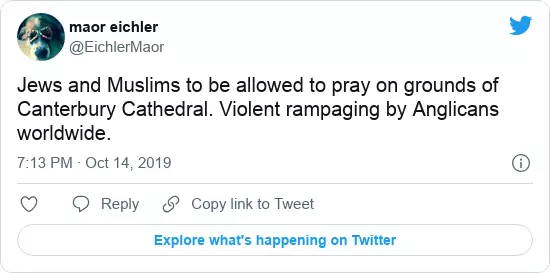 maor eichler
@EichlerMaor
Jews and Muslims to be allowed to pray on grounds of
Canterbury Cathedral. Violent rampaging by Anglicans
worldwide.
7:13 PM · Oct 14, 2019
Reply
Copy link to Tweet
Explore what's happening on Twitter